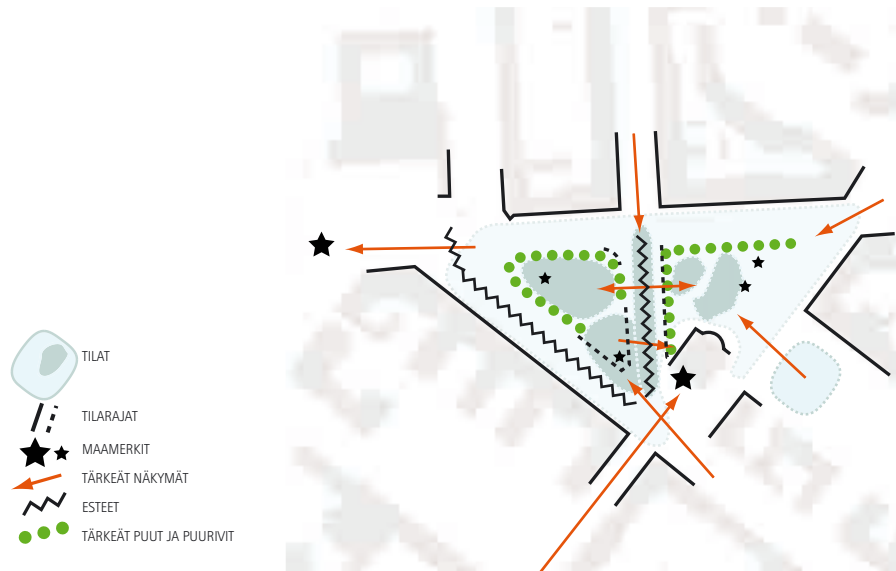 TILAT
TILARAJAT
MAAMERKIT
TÄRKEÄT NÄKYMÄT
ESTEET
TÄRKEÄT PUUT JA PUURIVIT